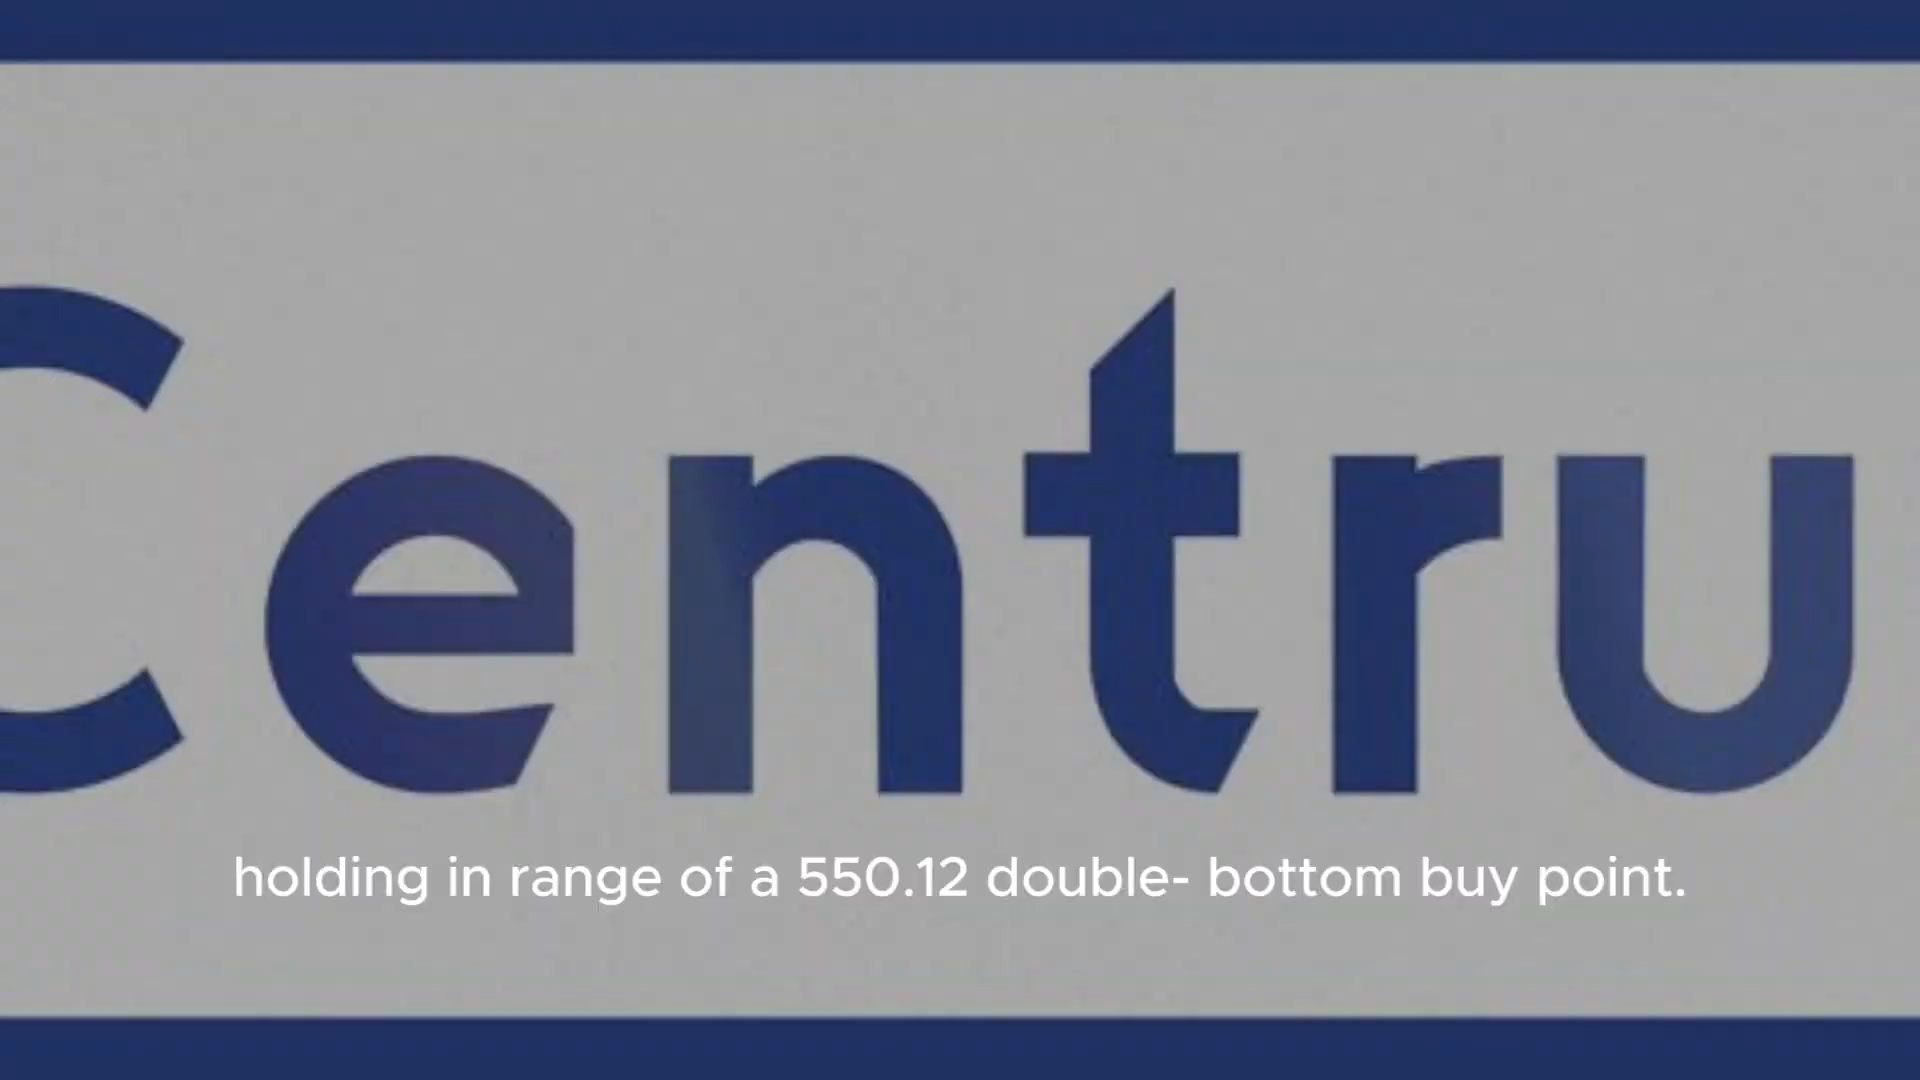 Centru
holding in range of a 550.12 double- bottom buy point.